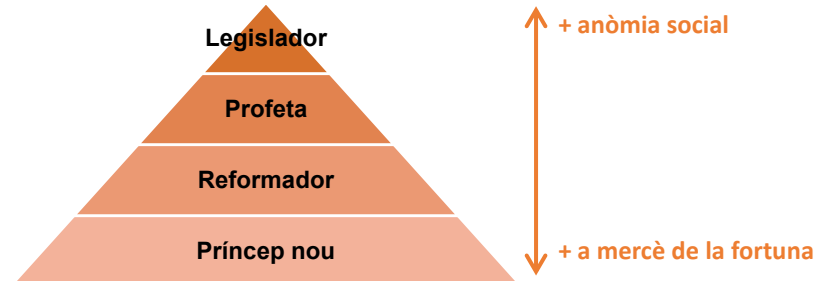 Legislador
+ anòmia social
Profeta
Reformador
Príncep nou
+ a mercè de la fortuna